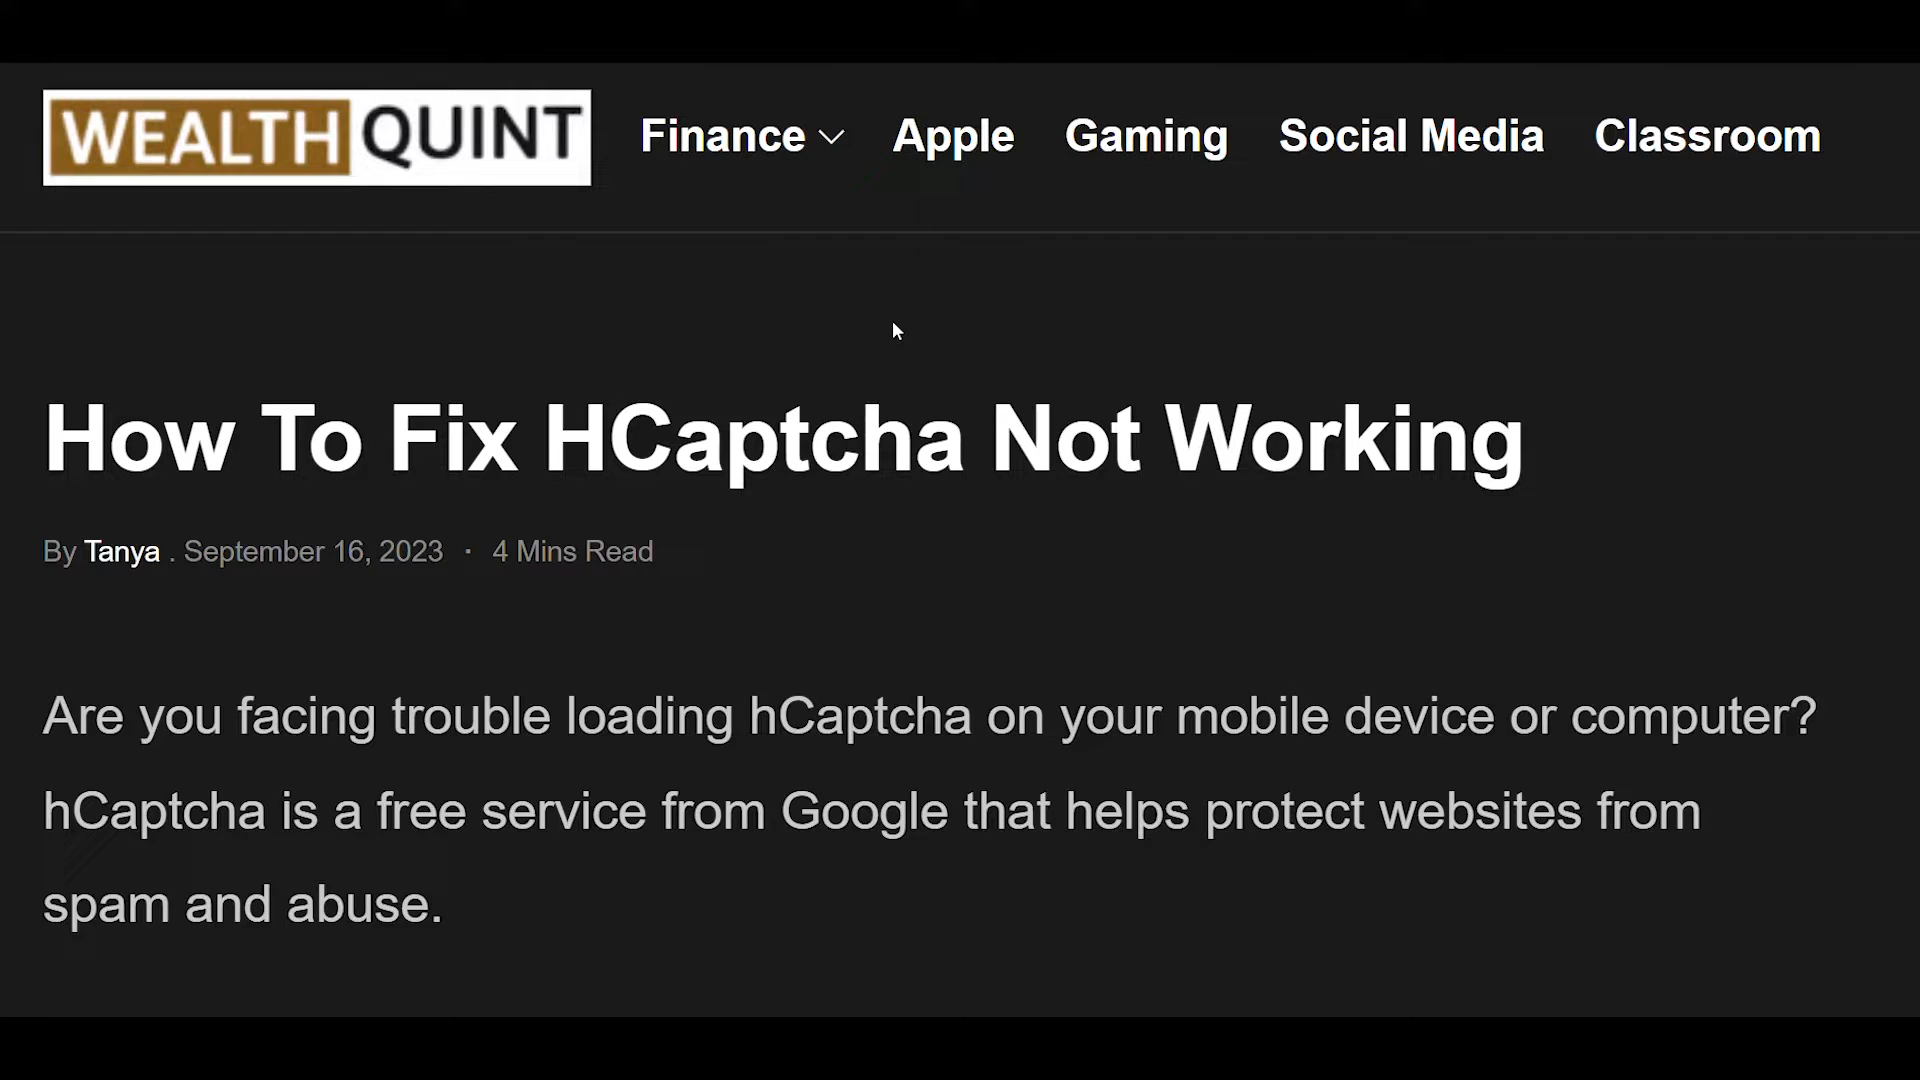 WEALTH QUINT Finance Apple Gaming Social Media Classroom
How To Fix HCaptcha Not Working
By Tanya . September 16, 2023 · 4 Mins Read
Are you facing trouble loading hCaptcha on your mobile device or computer?
hCaptcha is a free service from Google that helps protect websites from
spam and abuse.